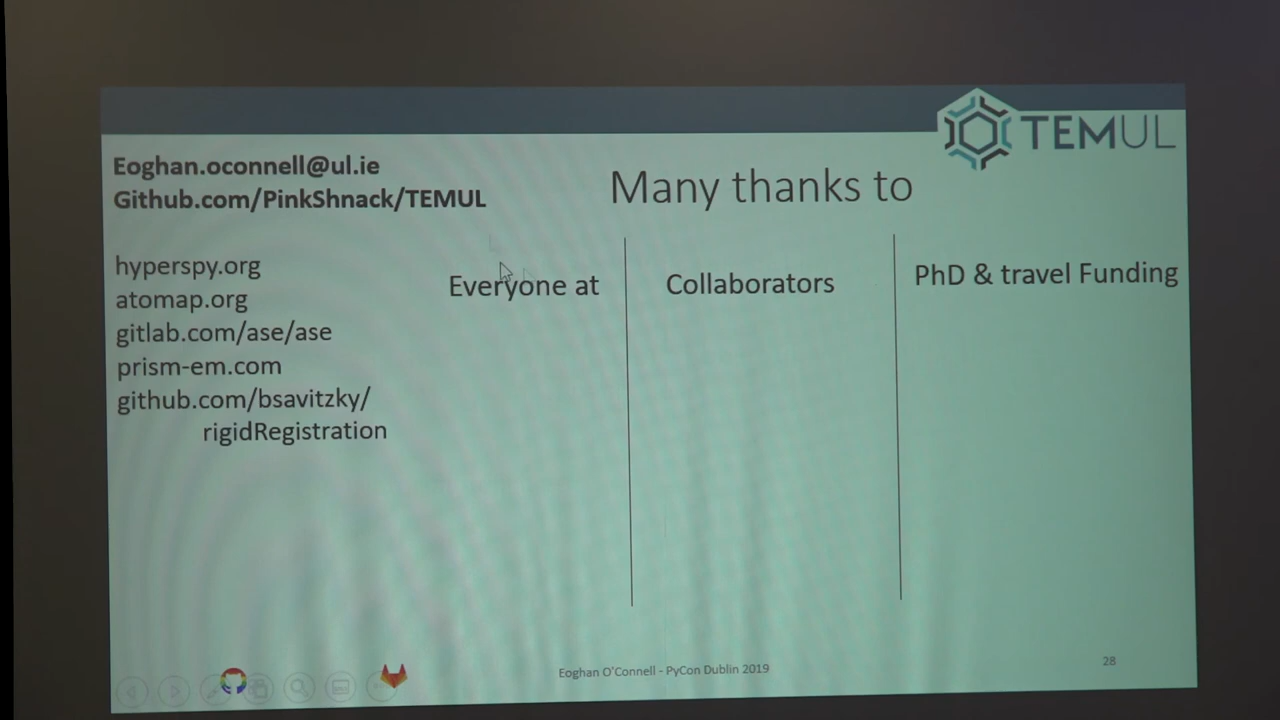 TEMUL
Eoghan.oconnell@ul.ie
Github.com/PinkShnack/TEMUL
Many thanks to
hyperspy.org
atomap.org
gitlab.com/ase/ase
prism-em.com
github.com/bsavitzky/
rigidRegistration
Everyone at
Collaborators
PhD & travel Funding
Eoghan O'Connell - PyCon Dublin 2019
28